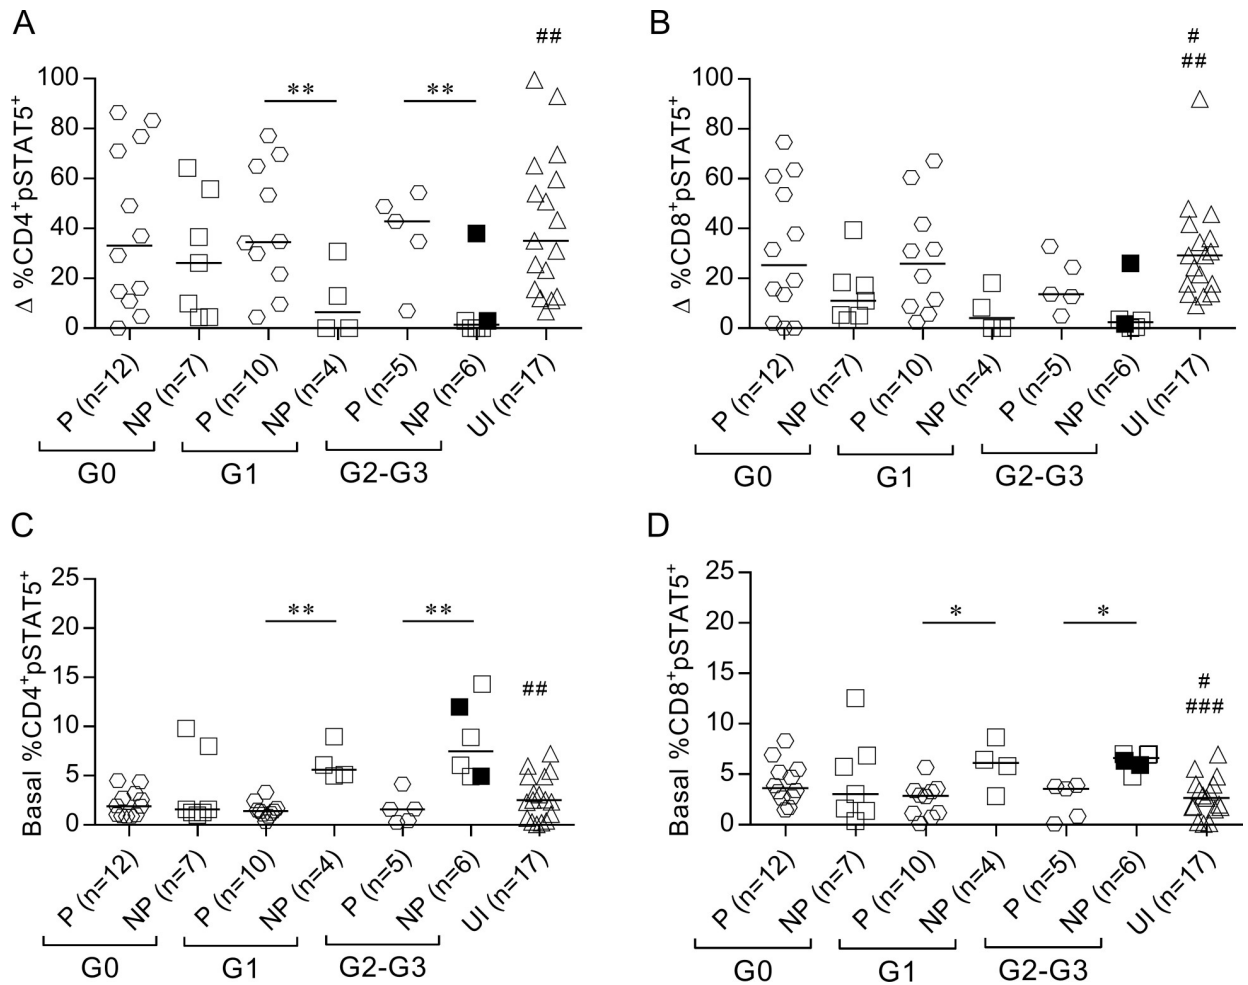 A
##
Δ %CD4⁺pSTAT5⁺
100
80
60
40
20
0
** **
P (n=12) NP (n=7) P (n=10) NP (n=4) P (n=5) NP (n=6) UI (n=17)
G0 G1 G2-G3
B
#
##
Δ %CD8⁺pSTAT5⁺
100
80
60
40
20
0
P (n=12) NP (n=7) P (n=10) NP (n=4) P (n=5) NP (n=6) UI (n=17)
G0 G1 G2-G3
C
Basal %CD4⁺pSTAT5⁺
25
20
15
10
5
0
** **
##
P (n=12) NP (n=7) P (n=10) NP (n=4) P (n=5) NP (n=6) UI (n=17)
G0 G1 G2-G3
D
Basal %CD8⁺pSTAT5⁺
25
20
15
10
5
0
* *
#
###
P (n=12) NP (n=7) P (n=10) NP (n=4) P (n=5) NP (n=6) UI (n=17)
G0 G1 G2-G3